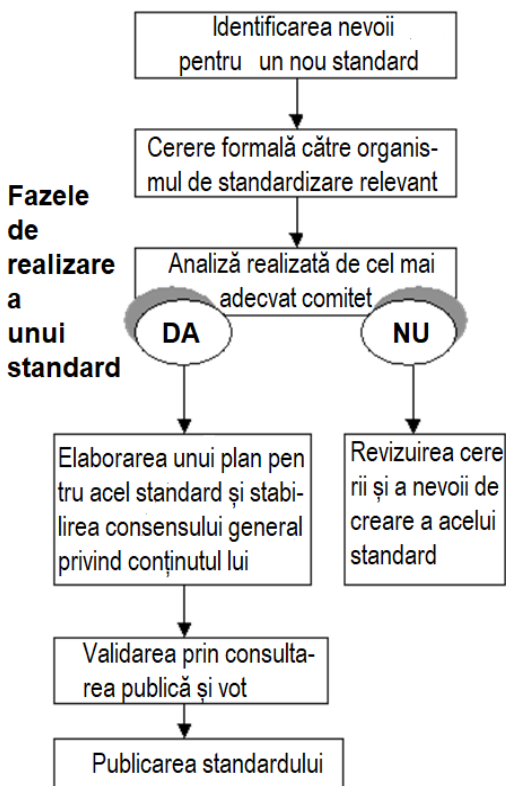 Identificarea nevoii
pentru un nou standard
Cerere formală către organis-
mul de standardizare relevant
Fazele
de
realizare
a
unui
standard
Analiză realizată de cel mai
adecvat comitet
DA
NU
Elaborarea unui plan pen
tru acel standard și stabi-
lirea consensului general
privind conținutul lui
Revizuirea cere
rii și a nevoii de
creare a acelui
standard
Validarea prin consulta-
rea publică și vot
Publicarea standardului